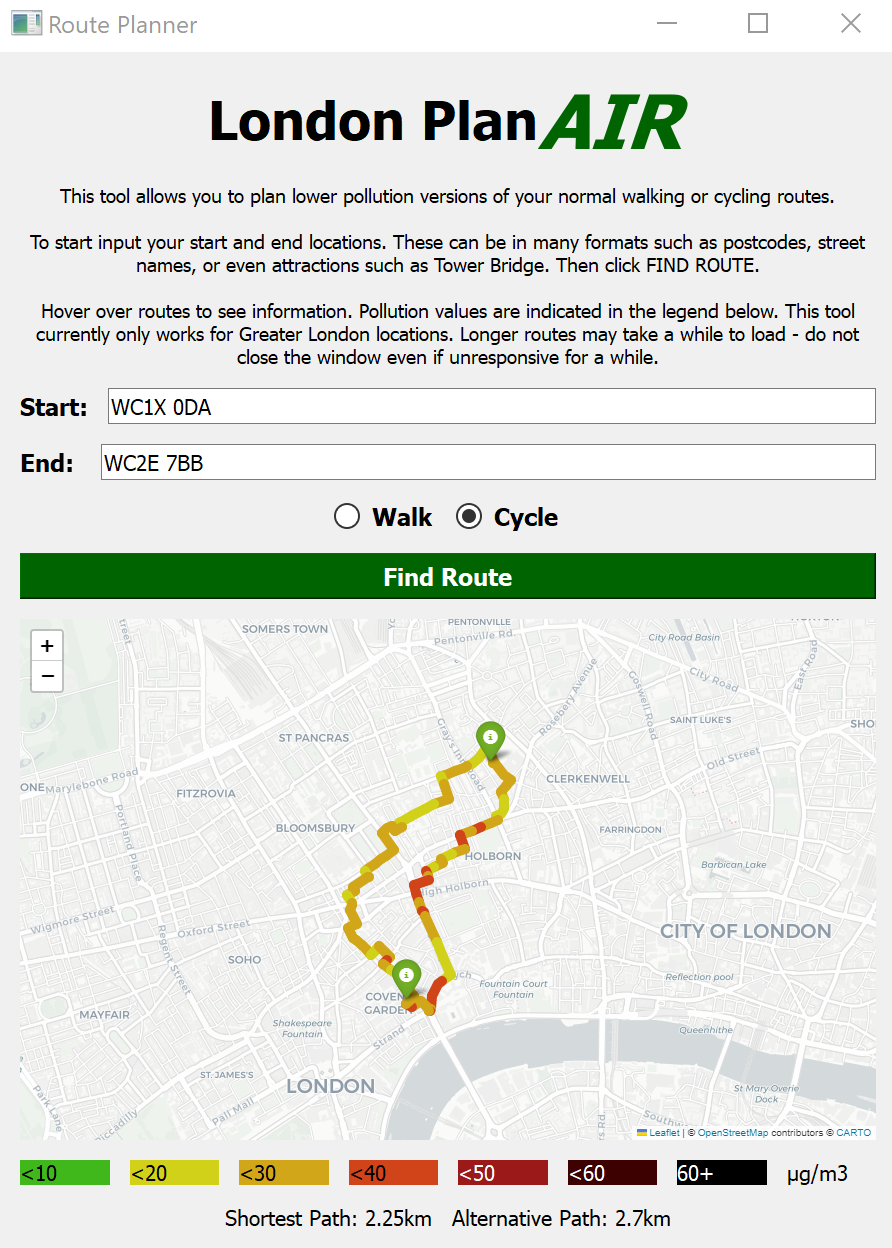 Route Planner
London PlanAIR
This tool allows you to plan lower pollution versions of your normal walking or cycling routes.
To start input your start and end locations. These can be in many formats such as postcodes, street
names, or even attractions such as Tower Bridge. Then click FIND ROUTE.
Hover over routes to see information. Pollution values are indicated in the legend below. This tool
currently only works for Greater London locations. Longer routes may take a while to load - do not
close the window even if unresponsive for a while.
Start: WC1X 0DA
End: WC2E 7BB
Walk Cycle
Find Route
+
−
SOMERS TOWN
PENTONVILLE
Pentonville Rd.
City Road Basin
City Road
East Road
Rosebery Avenue
Goswell Road
SAINT LUKE'S
ST PANCRAS
Gray's Inn Road
Old Street
Marylebone Road
CLERKENWELL
FITZROVIA
Portland Place
BLOOMSBURY
FARRINGDON
HOLBORN
Barbican Lake
High Holborn
Wigmore Street
Oxford Street
CITY OF LONDON
Regent Street
SOHO
Reflection pool
Fountain Court
Fountain
COVENT
GARDEN
MAYFAIR
Shakespeare
Fountain
Strand
Queenhithe
ST. JAMES'S
LONDON
St Mary Overie
Dock
Park Lane
Piccadilly
Pall Mall
Leaflet | © OpenStreetMap contributors © CARTO
<10 <20 <30 <40 <50 <60 60+ µg/m3
Shortest Path: 2.25km Alternative Path: 2.7km